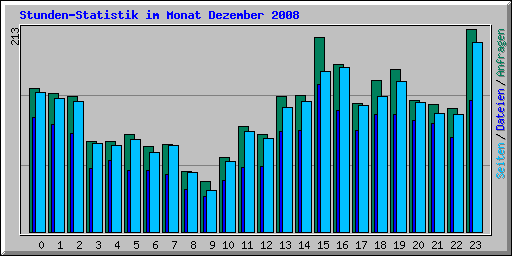 Stunden-Statistik im Monat Dezember 2008
213
Seiten / Dateien / Anfragen
0 1 2 3 4 5 6 7 8 9 10 11 12 13 14 15 16 17 18 19 20 21 22 23